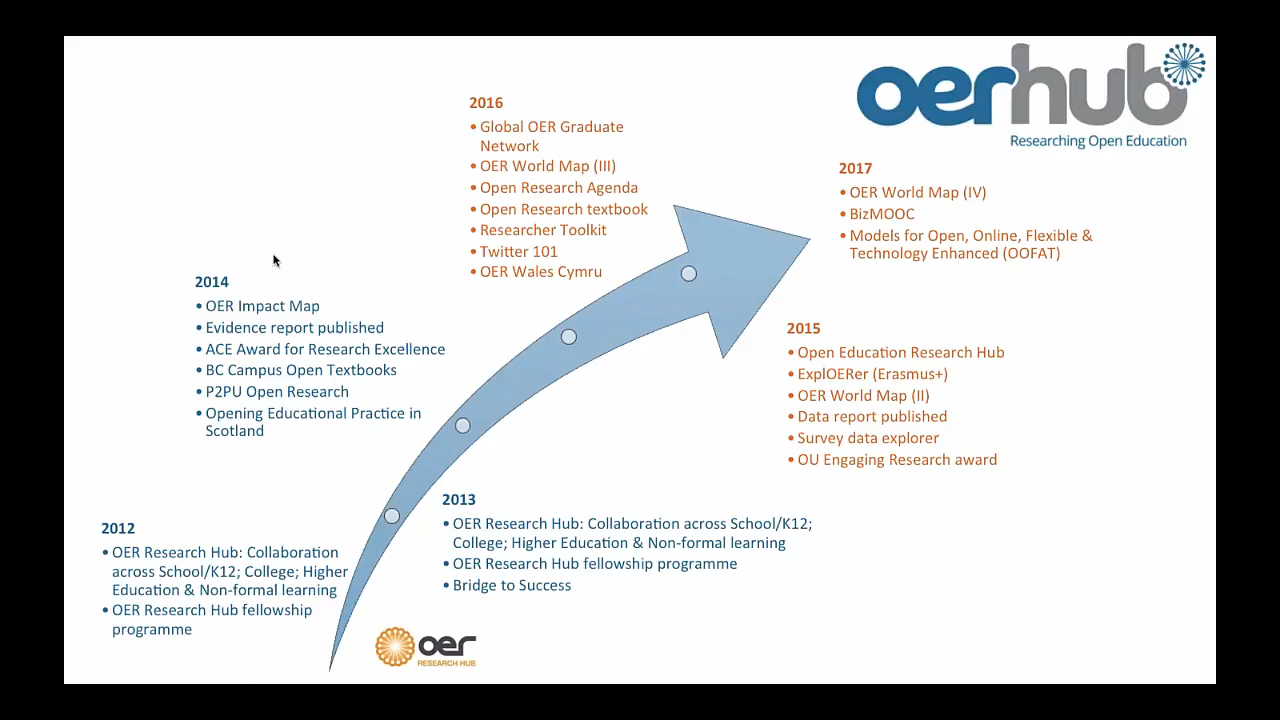 oerhub
Researching Open Education
2016
• Global OER Graduate
Network
• OER World Map (III)
• Open Research Agenda
• Open Research textbook
• Researcher Toolkit
• Twitter 101
• OER Wales Cymru
2017
• OER World Map (IV)
• BizMOOC
• Models for Open, Online, Flexible &
Technology Enhanced (OOFAT)
2014
• OER Impact Map
• Evidence report published
• ACE Award for Research Excellence
• BC Campus Open Textbooks
• P2PU Open Research
• Opening Educational Practice in
Scotland
2015
• Open Education Research Hub
• ExplOERer (Erasmus+)
• OER World Map (II)
• Data report published
• Survey data explorer
• OU Engaging Research award
2012
• OER Research Hub: Collaboration
across School/K12; College; Higher
Education & Non-formal learning
• OER Research Hub fellowship
programme
2013
• OER Research Hub: Collaboration across School/K12;
College; Higher Education & Non-formal learning
• OER Research Hub fellowship programme
• Bridge to Success
oer
RESEARCH HUB